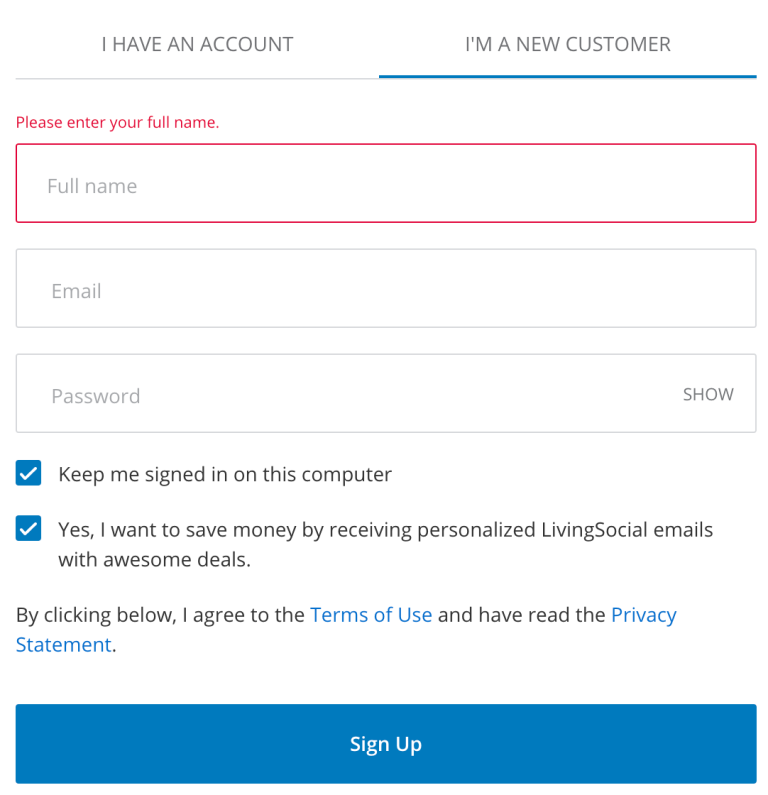 I HAVE AN ACCOUNT
I'M A NEW CUSTOMER
Please enter your full name.
Full name
Email
Password
SHOW
Keep me signed in on this computer
Yes, I want to save money by receiving personalized LivingSocial emails
with awesome deals.
By clicking below, I agree to the Terms of Use and have read the Privacy
Statement.
Sign Up